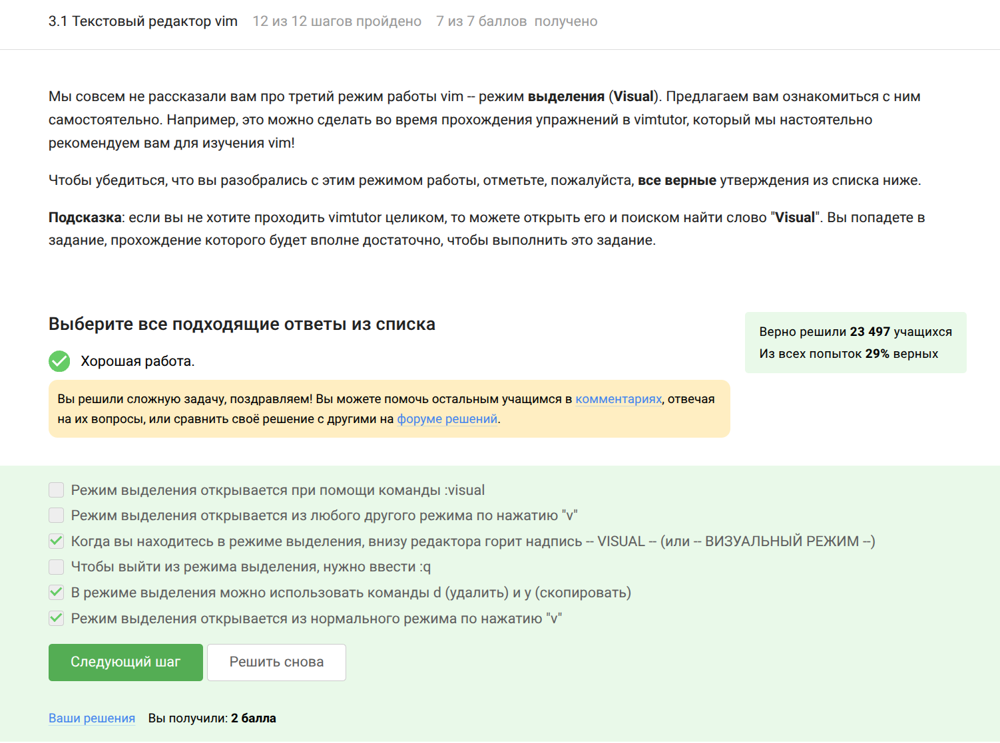 3.1 Текстовый редактор vim 12 из 12 шагов пройдено 7 из 7 баллов получено
Мы совсем не рассказали вам про третий режим работы vim -- режим выделения (Visual). Предлагаем вам ознакомиться с ним
самостоятельно. Например, это можно сделать во время прохождения упражнений в vimtutor, который мы настоятельно
рекомендуем вам для изучения vim!
Чтобы убедиться, что вы разобрались с этим режимом работы, отметьте, пожалуйста, все верные утверждения из списка ниже.
Подсказка: если вы не хотите проходить vimtutor целиком, то можете открыть его и поиском найти слово "Visual". Вы попадете в
задание, прохождение которого будет вполне достаточно, чтобы выполнить это задание.
Выберите все подходящие ответы из списка
Верно решили 23 497 учащихся
Из всех попыток 29% верных
Хорошая работа.
Вы решили сложную задачу, поздравляем! Вы можете помочь остальным учащимся в комментариях, отвечая
на их вопросы, или сравнить своё решение с другими на форуме решений.
Режим выделения открывается при помощи команды :visual
Режим выделения открывается из любого другого режима по нажатию "v"
Когда вы находитесь в режиме выделения, внизу редактора горит надпись -- VISUAL -- (или -- ВИЗУАЛЬНЫЙ РЕЖИМ --)
Чтобы выйти из режима выделения, нужно ввести :q
В режиме выделения можно использовать команды d (удалить) и y (скопировать)
Режим выделения открывается из нормального режима по нажатию "v"
Следующий шаг Решить снова
Ваши решения Вы получили: 2 балла